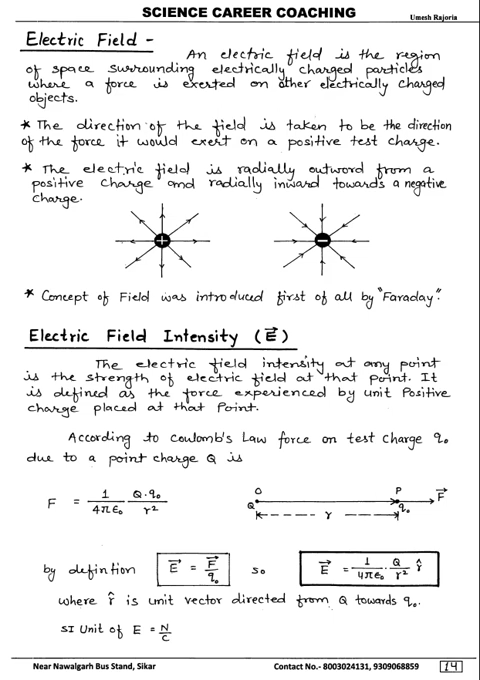 SCIENCE CAREER COACHING
Umesh Rajoria
Electric Field -
An electric field is the region
of space surrounding electrically charged particles
where a force is exerted on other electrically charged
objects.
* The direction of the field is taken to be the direction
of the force it would exert on a positive test charge.
* The electric field is radially outword from a
positive charge and radially inward towards a negative
charge.
+
−
* Concept of Field was introduced first of all by "Faraday".
Electric Field Intensity (E⃗)
The electric field intensity at any point
is the strength of electric field at that point. It
is defined as the force experienced by unit Positive
charge placed at that Point.
According to Coulomb's Law force on test charge q₀
due to a point charge Q is
F = 1/4πε₀ Q·q₀/r²
O P F⃗
Q q₀
r
by defintion E⃗ = F⃗/q₀ so E⃗ = 1/4πε₀ · Q/r² r̂
where r̂ is unit vector directed from Q towards q₀.
SI Unit of E = N/C
Near Nawalgarh Bus Stand, Sikar Contact No.- 8003024131, 9309068859 14